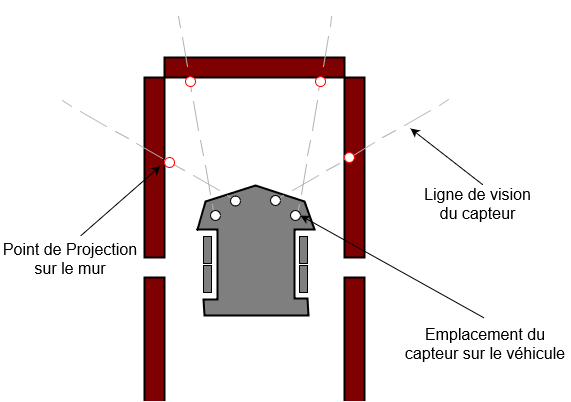 Ligne de vision
du capteur
Point de Projection
sur le mur
Emplacement du
capteur sur le véhicule